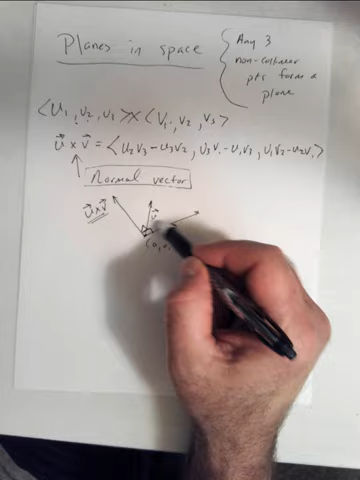 Planes in space
Any 3
non-collinear
pts form a
plane
<u₁, u₂, u₃> × <v₁, v₂, v₃>
u⃗ × v⃗ = <u₂v₃ - u₃v₂, u₃v₁ - u₁v₃, u₁v₂ - u₂v₁>
Normal vector
u⃗×v⃗